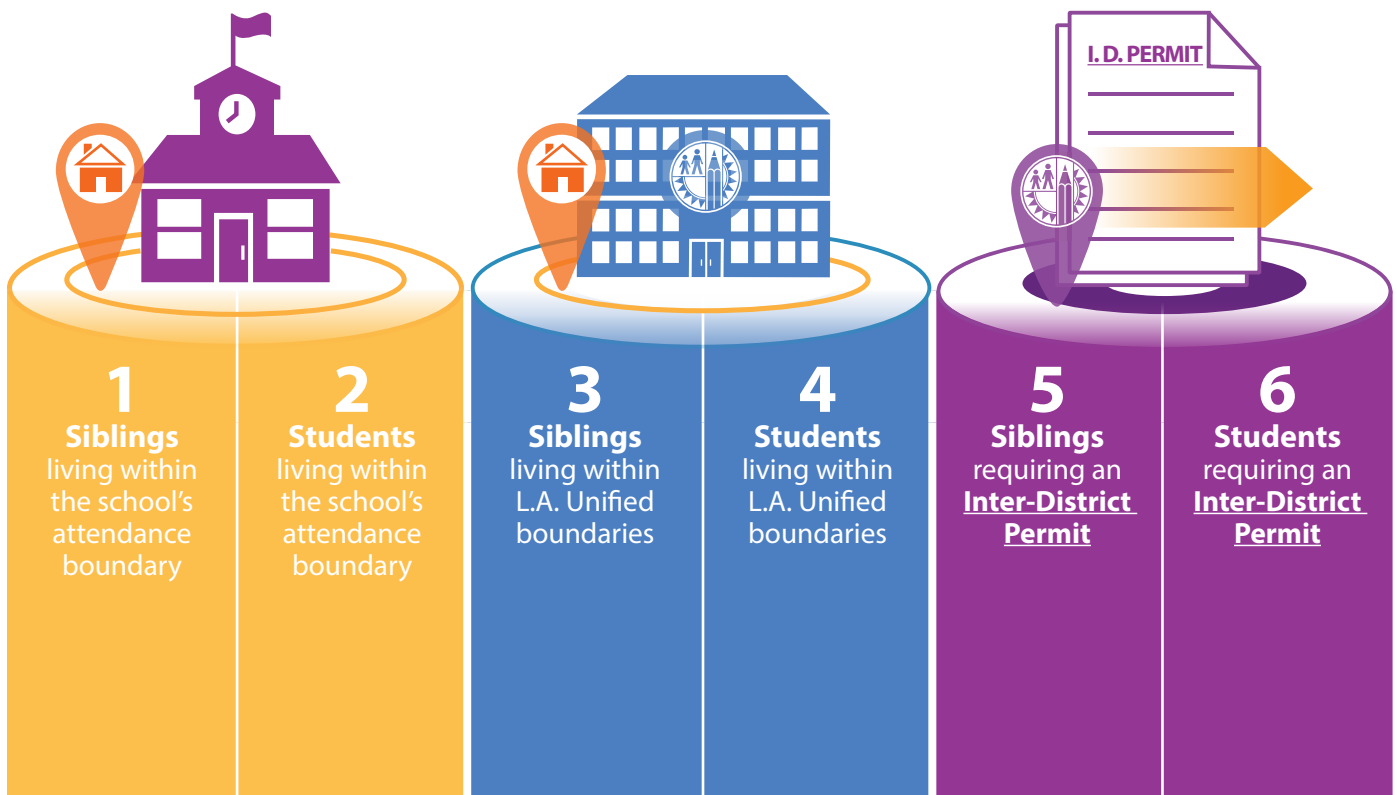 I. D. PERMIT
1
Siblings
living within
the school’s
attendance
boundary
2
Students
living within
the school’s
attendance
boundary
3
Siblings
living within
L.A. Unified
boundaries
4
Students
living within
L.A. Unified
boundaries
5
Siblings
requiring an
Inter-District
Permit
6
Students
requiring an
Inter-District
Permit